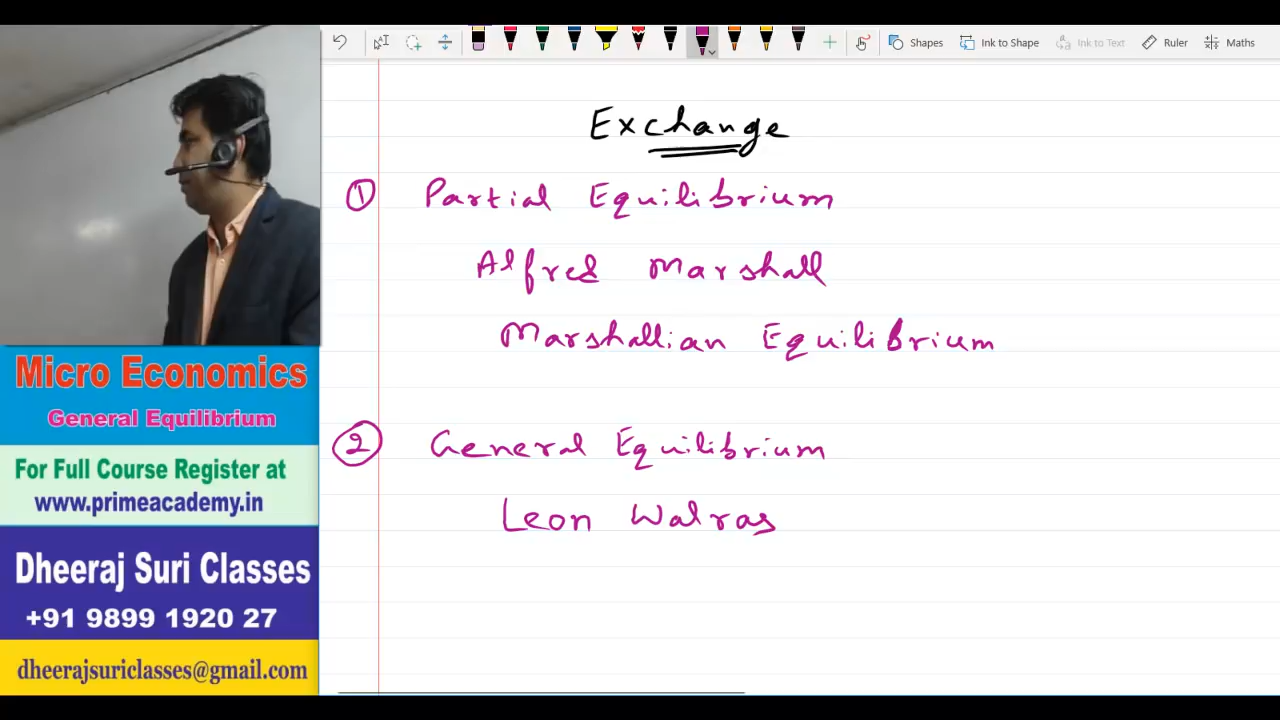 Shapes
Ink to Shape
Ink to Text
Ruler
Maths
Exchange
① Partial Equilibrium
Alfred Marshall
Marshallian Equilibrium
② General Equilibrium
Leon Walras
Micro Economics
General Equilibrium
For Full Course Register at
www.primeacademy.in
Dheeraj Suri Classes
+91 9899 1920 27
dheerajsuriclasses@gmail.com